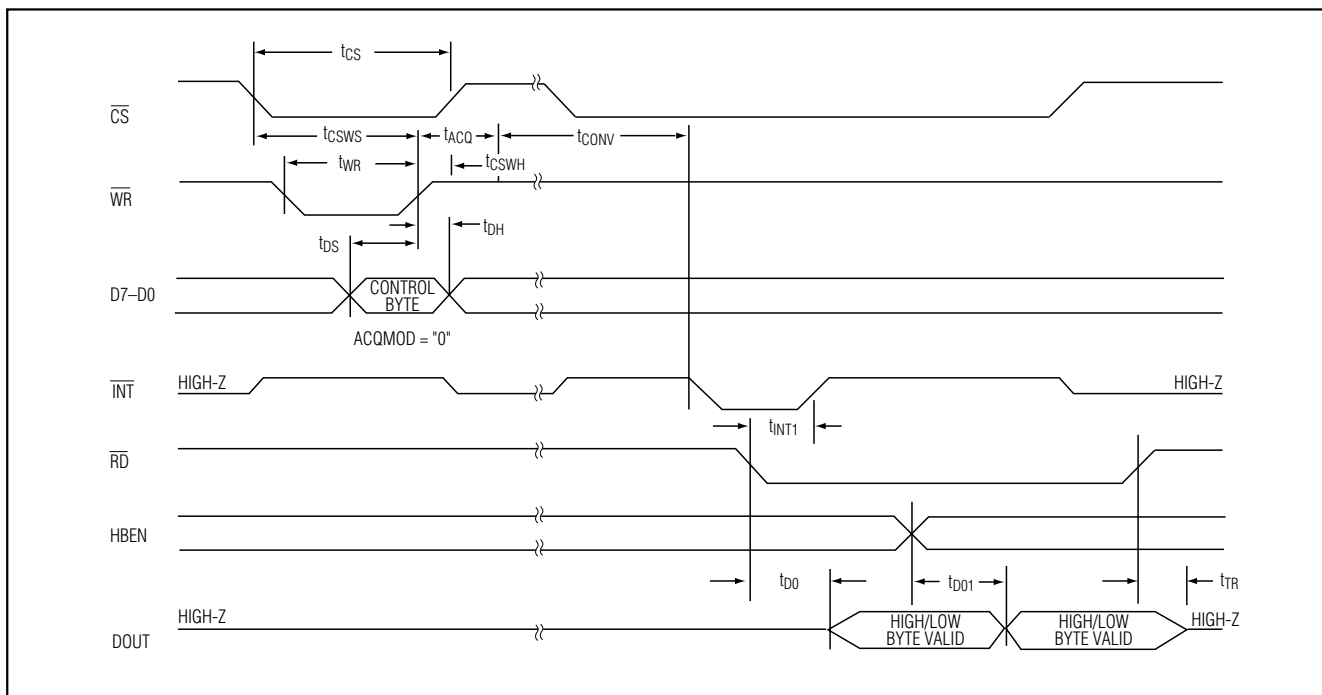 tCS
CS
tCSWS
tACQ
tCONV
tWR
tCSWH
WR
tDS
tDH
D7–D0
CONTROL
BYTE
ACQMOD = "0"
INT
HIGH-Z
HIGH-Z
tINT1
RD
HBEN
tD0
tD01
tTR
HIGH-Z
DOUT
HIGH/LOW
BYTE VALID
HIGH/LOW
BYTE VALID
HIGH-Z